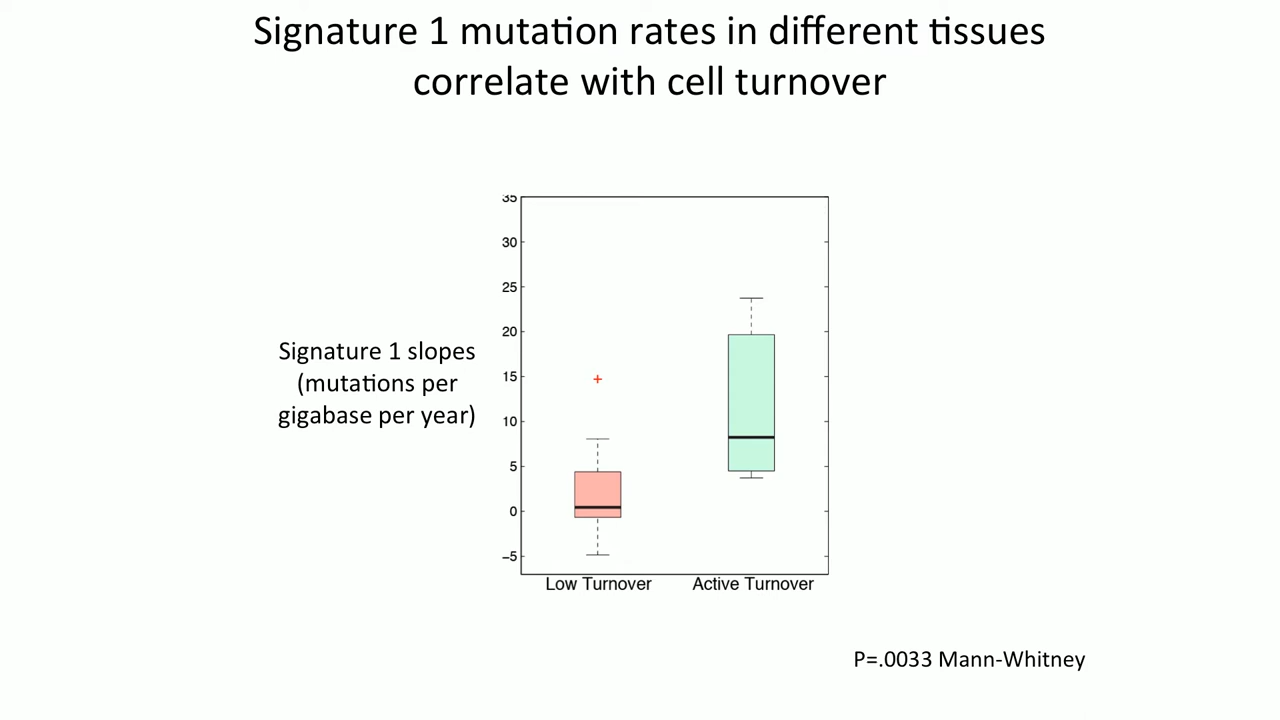 Signature 1 mutation rates in different tissues
correlate with cell turnover
35
30
25
20
15
10
5
0
−5
Signature 1 slopes
(mutations per
gigabase per year)
Low Turnover
Active Turnover
P=.0033 Mann-Whitney